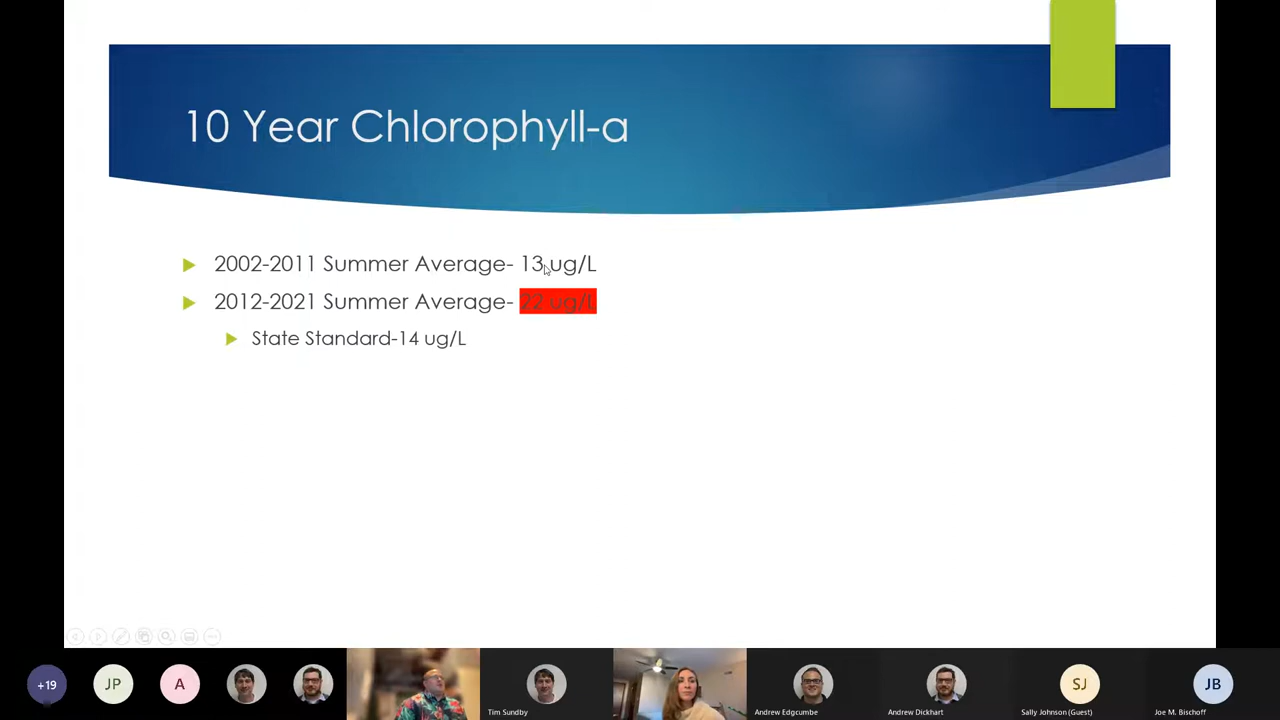 10 Year Chlorophyll-a
2002-2011 Summer Average- 13 ug/L
2012-2021 Summer Average- 22 ug/L
State Standard-14 ug/L
+19
JP
A
Tim Sundby
Andrew Edgcumbe
Andrew Dickhart
SJ
Sally Johnson (Guest)
JB
Joe M. Bischoff